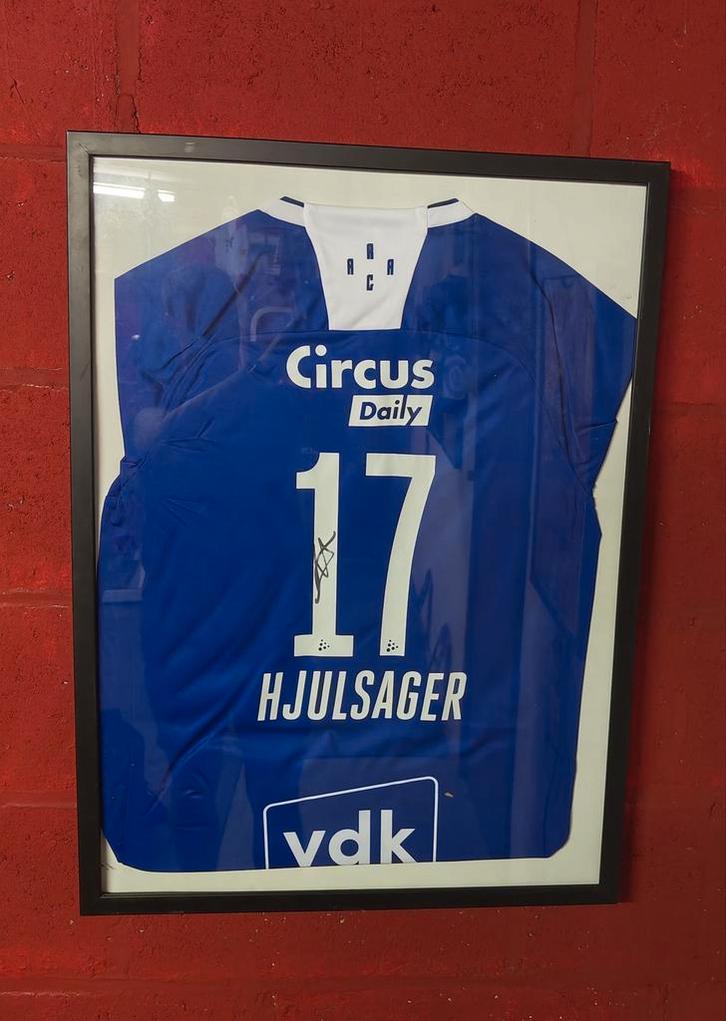 A
R A A
C
Circus
Daily
17
HJULSAGER
vdk